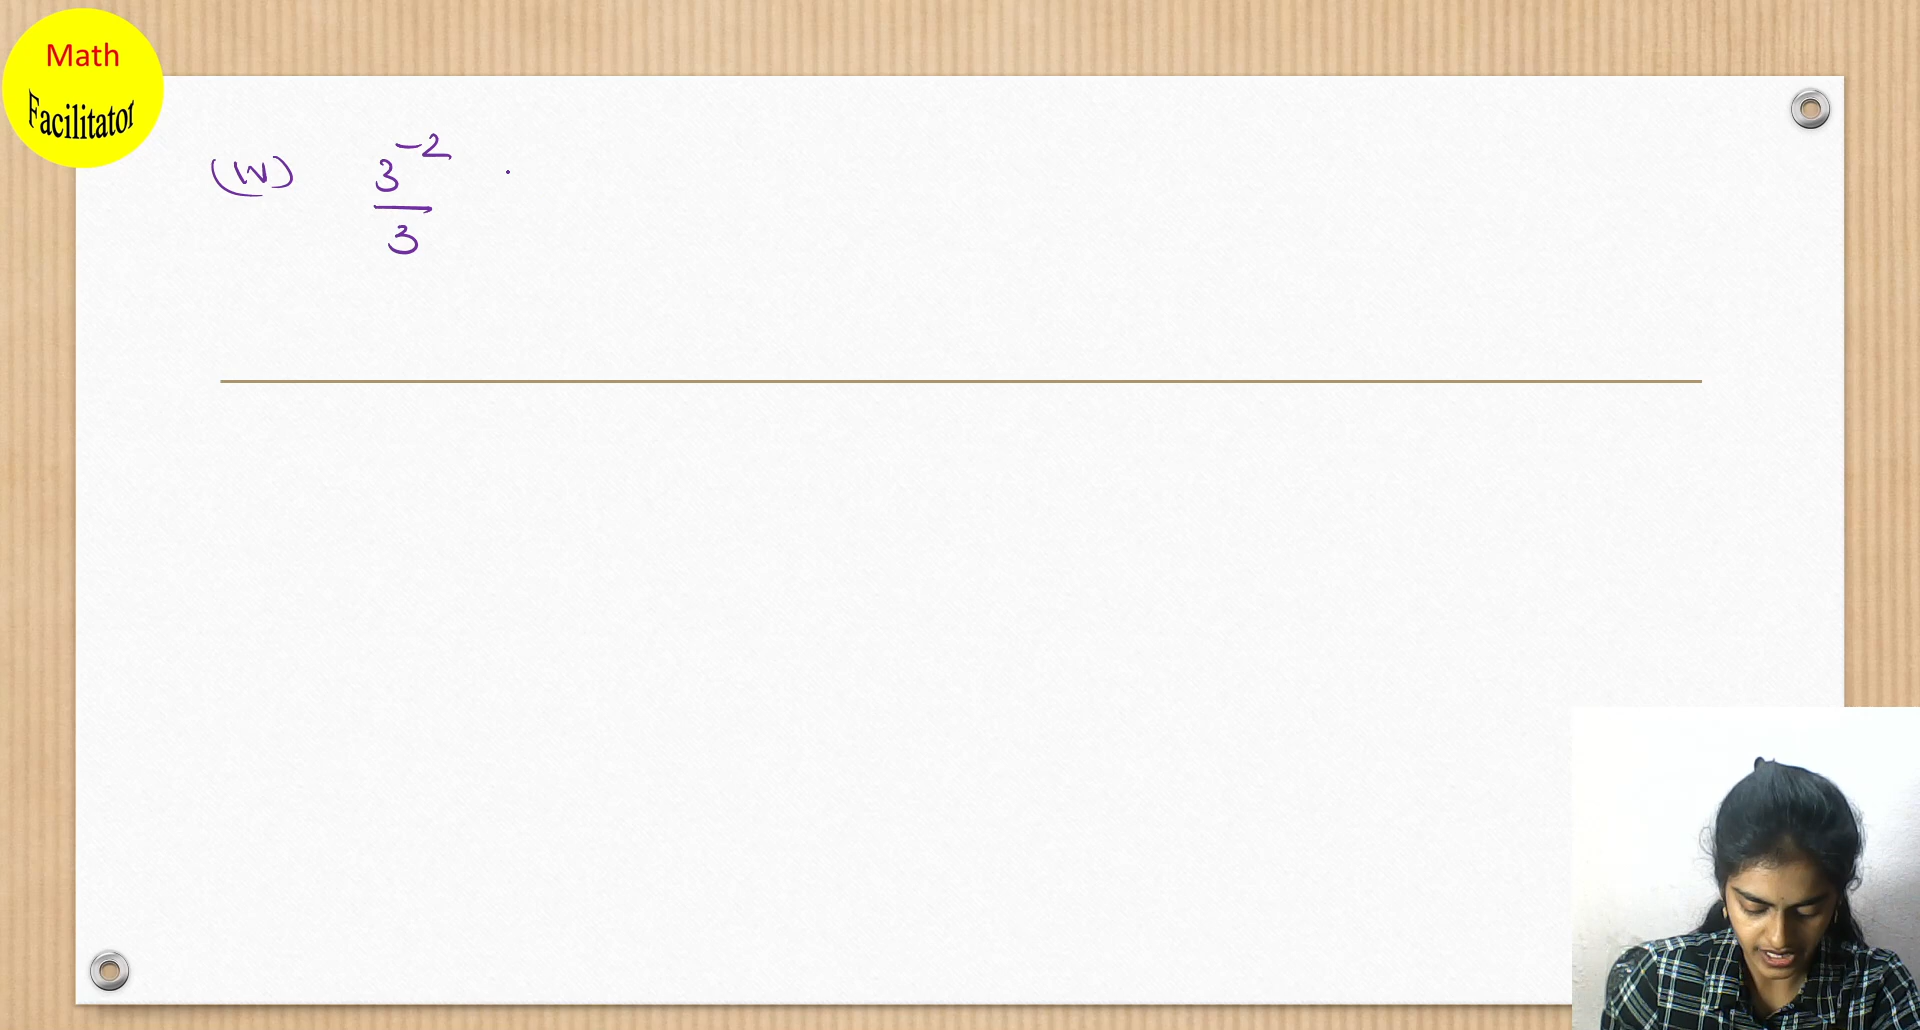 Math
Facilitator
(IV) 3^-2 / 3 .